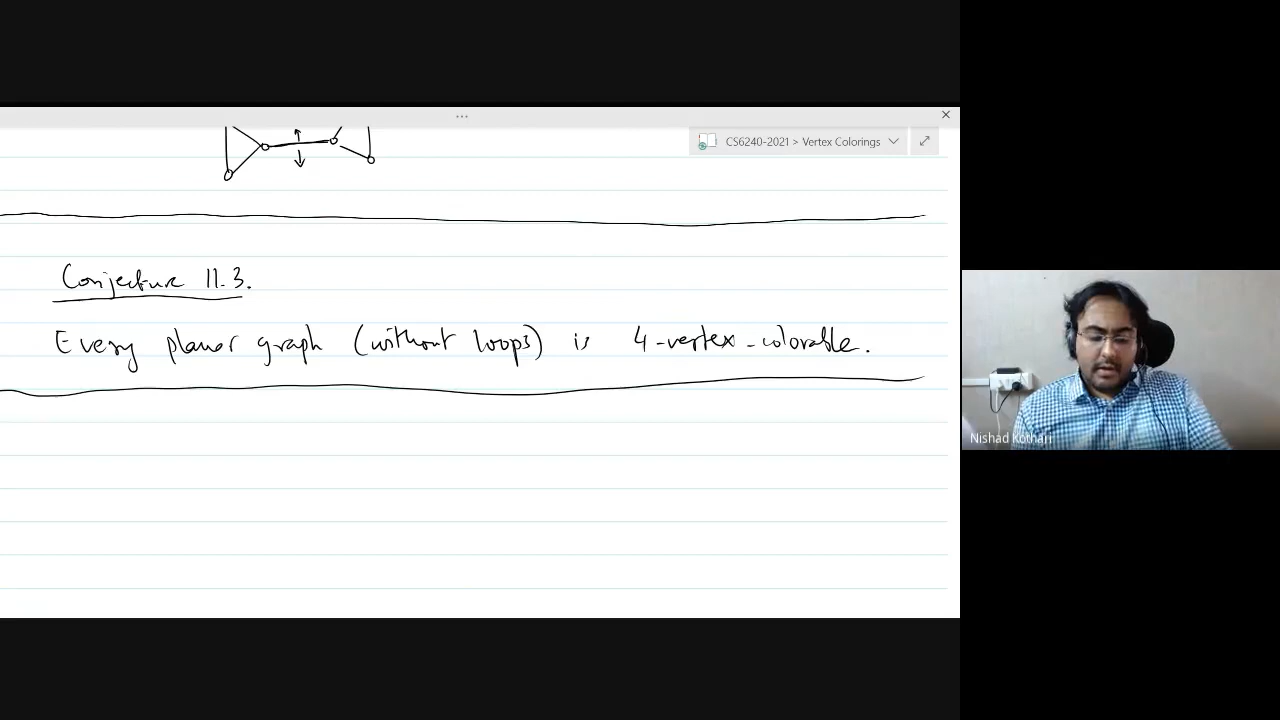 CS6240-2021 > Vertex Colorings
Conjecture 11.3.
Every planar graph (without loops) is 4-vertex-colorable.
Nishad Kothari